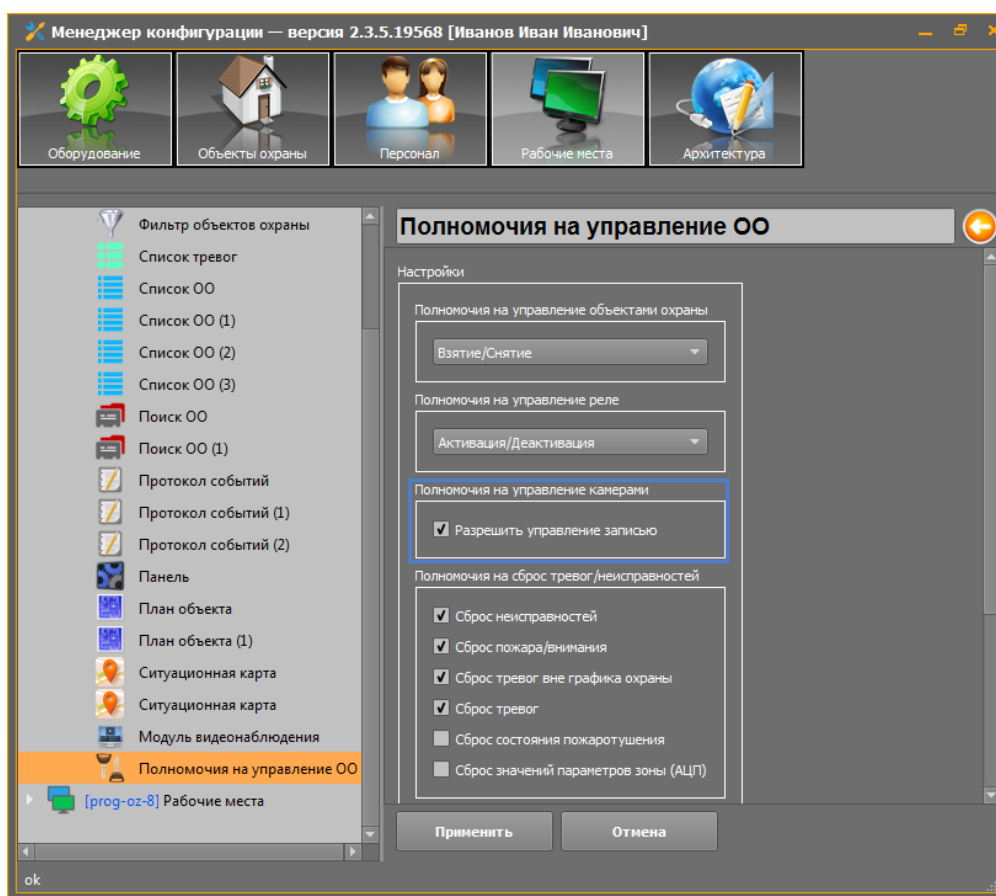 Менеджер конфигурации — версия 2.3.5.19568 [Иванов Иван Иванович]
Оборудование
Объекты охраны
Персонал
Рабочие места
Архитектура
Фильтр объектов охраны
Список тревог
Список ОО
Список ОО (1)
Список ОО (2)
Список ОО (3)
Поиск ОО
Поиск ОО (1)
Протокол событий
Протокол событий (1)
Протокол событий (2)
Панель
План объекта
План объекта (1)
Ситуационная карта
Ситуационная карта
Модуль видеонаблюдения
Полномочия на управление ОО
[prog-oz-8] Рабочие места
Полномочия на управление ОО
Настройки
Полномочия на управление объектами охраны
Взятие/Снятие
Полномочия на управление реле
Активация/Деактивация
Полномочия на управление камерами
Разрешить управление записью
Полномочия на сброс тревог/неисправностей
Сброс неисправностей
Сброс пожара/внимания
Сброс тревог вне графика охраны
Сброс тревог
Сброс состояния пожаротушения
Сброс значений параметров зоны (АЦП)
Применить
Отмена
ok